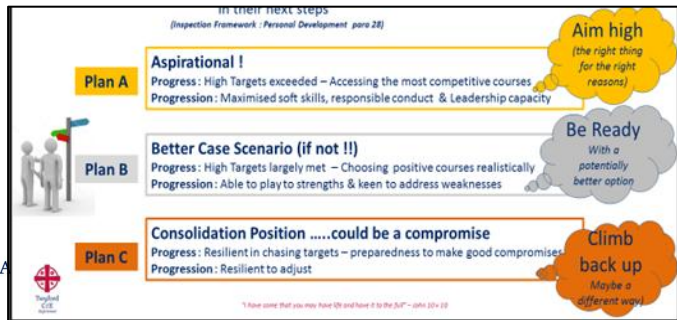 in their next steps
(Inspection Framework : Personal Development para 28)
Aim high
(the right thing
for the right
reasons)
Plan A
Aspirational !
Progress : High Targets exceeded – Accessing the most competitive courses
Progression : Maximised soft skills, responsible conduct & Leadership capacity
Be Ready
With a
potentially
better option
Plan B
Better Case Scenario (if not !!)
Progress : High Targets largely met – Choosing positive courses realistically
Progression : Able to play to strengths & keen to address weaknesses
Climb
back up
Maybe a
different way)
Plan C
Consolidation Position …..could be a compromise
Progress : Resilient in chasing targets – preparedness to make good compromises
Progression : Resilient to adjust
A
Twyford
CofE
"I have come that you may have life and have it to the full" – John 10 v 10